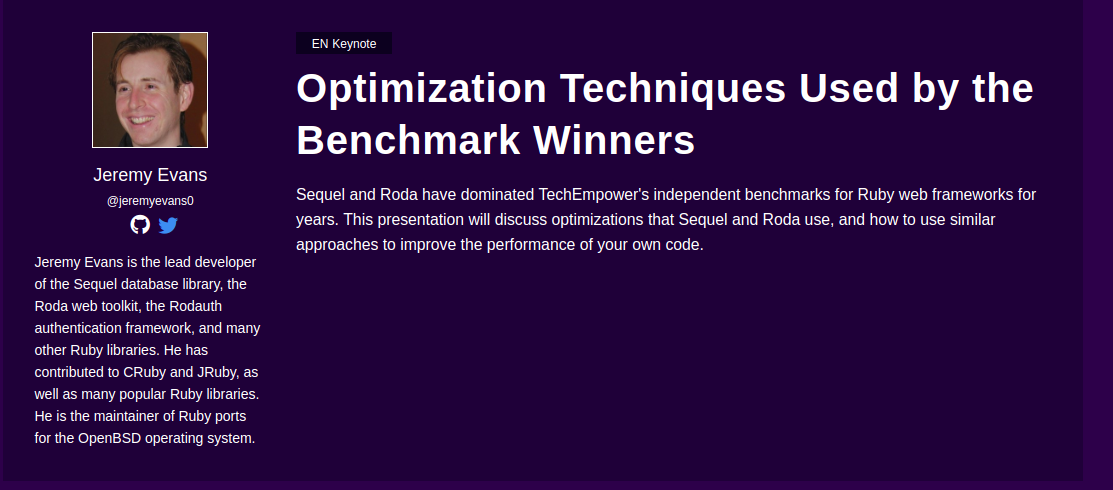 EN Keynote
Optimization Techniques Used by the
Benchmark Winners
Sequel and Roda have dominated TechEmpower's independent benchmarks for Ruby web frameworks for
years. This presentation will discuss optimizations that Sequel and Roda use, and how to use similar
approaches to improve the performance of your own code.
Jeremy Evans
@jeremyevans0
Jeremy Evans is the lead developer
of the Sequel database library, the
Roda web toolkit, the Rodauth
authentication framework, and many
other Ruby libraries. He has
contributed to CRuby and JRuby, as
well as many popular Ruby libraries.
He is the maintainer of Ruby ports
for the OpenBSD operating system.